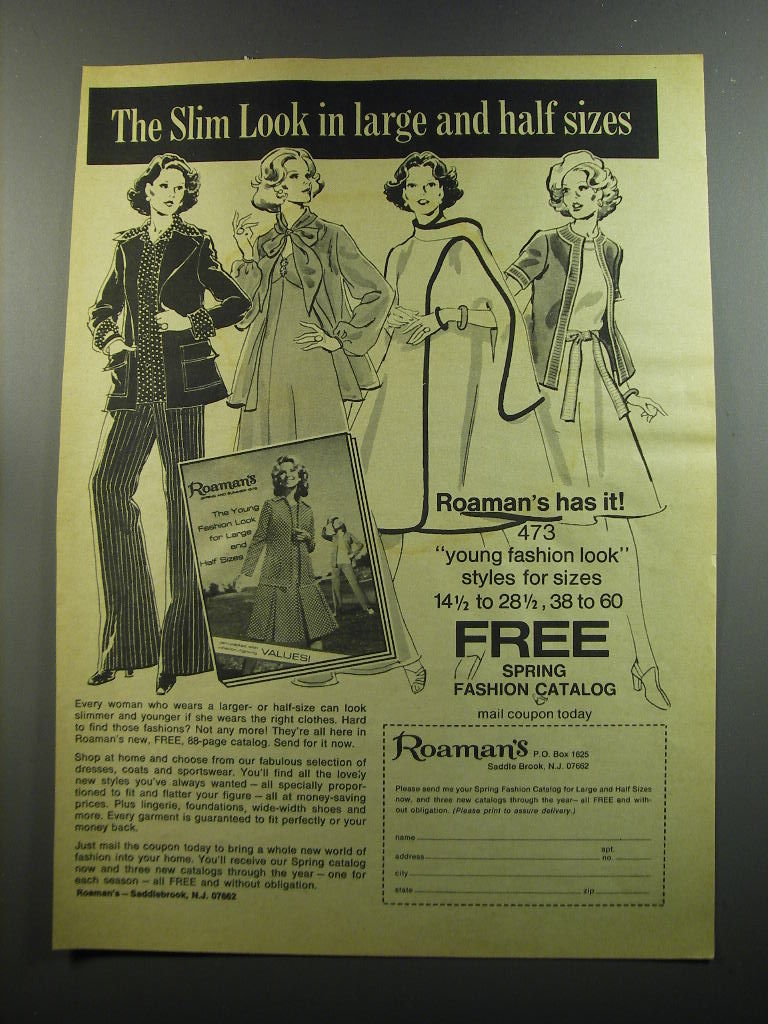 The Slim Look in large and half sizes
Roaman's
The Young
Fashion Look
for Large
and
Half Sizes
VALUES!
Roaman's has it!
473
"young fashion look"
styles for sizes
14½ to 28½, 38 to 60
FREE
SPRING
FASHION CATALOG
mail coupon today
Every woman who wears a larger- or half-size can look
slimmer and younger if she wears the right clothes. Hard
to find those fashions? Not any more! They're all here in
Roaman's new, FREE, 88-page catalog. Send for it now.
Shop at home and choose from our fabulous selection of
dresses, coats and sportswear. You'll find all the lovely
new styles you've always wanted — all specially propor-
tioned to fit and flatter your figure — all at money-saving
prices. Plus lingerie, foundations, wide-width shoes and
more. Every garment is guaranteed to fit perfectly or your
money back.
Just mail the coupon today to bring a whole new world of
fashion into your home. You'll receive our Spring catalog
now and three new catalogs through the year — one for
each season — all FREE and without obligation.
Roaman's — Saddlebrook, N.J. 07662
Roaman's P.O. Box 1625
Saddle Brook, N.J. 07662
Please send me your Spring Fashion Catalog for Large and Half Sizes
now, and three new catalogs through the year—all FREE and with-
out obligation. (Please print to assure delivery.)
name
address apt. no.
city
state zip